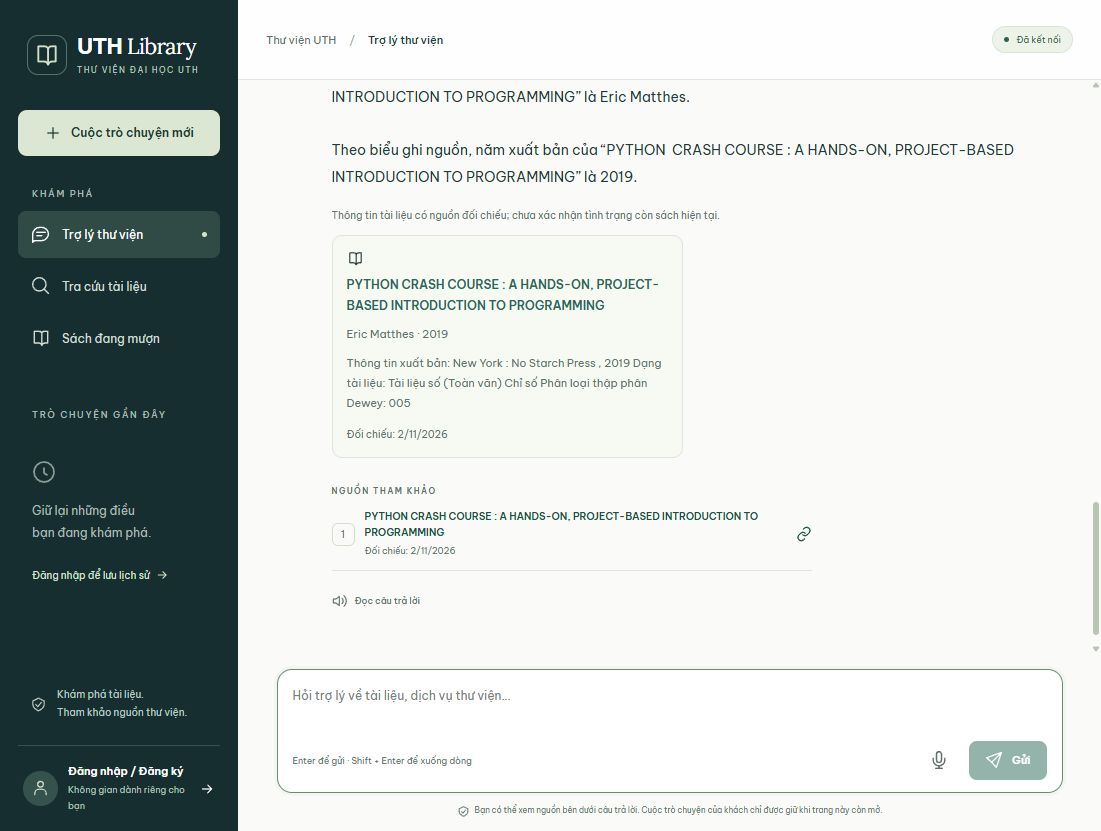 UTH Library
THƯ VIỆN ĐẠI HỌC UTH
Cuộc trò chuyện mới
KHÁM PHÁ
Trợ lý thư viện
Tra cứu tài liệu
Sách đang mượn
TRÒ CHUYỆN GẦN ĐÂY
Giữ lại những điều
bạn đang khám phá.
Đăng nhập để lưu lịch sử →
Khám phá tài liệu.
Tham khảo nguồn thư viện.
Đăng nhập / Đăng ký
Không gian dành riêng cho
bạn
Thư viện UTH / Trợ lý thư viện
Đã kết nối
INTRODUCTION TO PROGRAMMING” là Eric Matthes.
Theo biểu ghi nguồn, năm xuất bản của “PYTHON CRASH COURSE : A HANDS-ON, PROJECT-BASED
INTRODUCTION TO PROGRAMMING” là 2019.
Thông tin tài liệu có nguồn đối chiếu; chưa xác nhận tình trạng còn sách hiện tại.
PYTHON CRASH COURSE : A HANDS-ON, PROJECT-
BASED INTRODUCTION TO PROGRAMMING
Eric Matthes · 2019
Thông tin xuất bản: New York : No Starch Press , 2019 Dạng
tài liệu: Tài liệu số (Toàn văn) Chỉ số Phân loại thập phân
Dewey: 005
Đối chiếu: 2/11/2026
NGUỒN THAM KHẢO
1
PYTHON CRASH COURSE : A HANDS-ON, PROJECT-BASED INTRODUCTION TO
PROGRAMMING
Đối chiếu: 2/11/2026
Đọc câu trả lời
Hỏi trợ lý về tài liệu, dịch vụ thư viện...
Enter để gửi · Shift + Enter để xuống dòng
Gửi
Bạn có thể xem nguồn bên dưới câu trả lời. Cuộc trò chuyện của khách chỉ được giữ khi trang này còn mở.